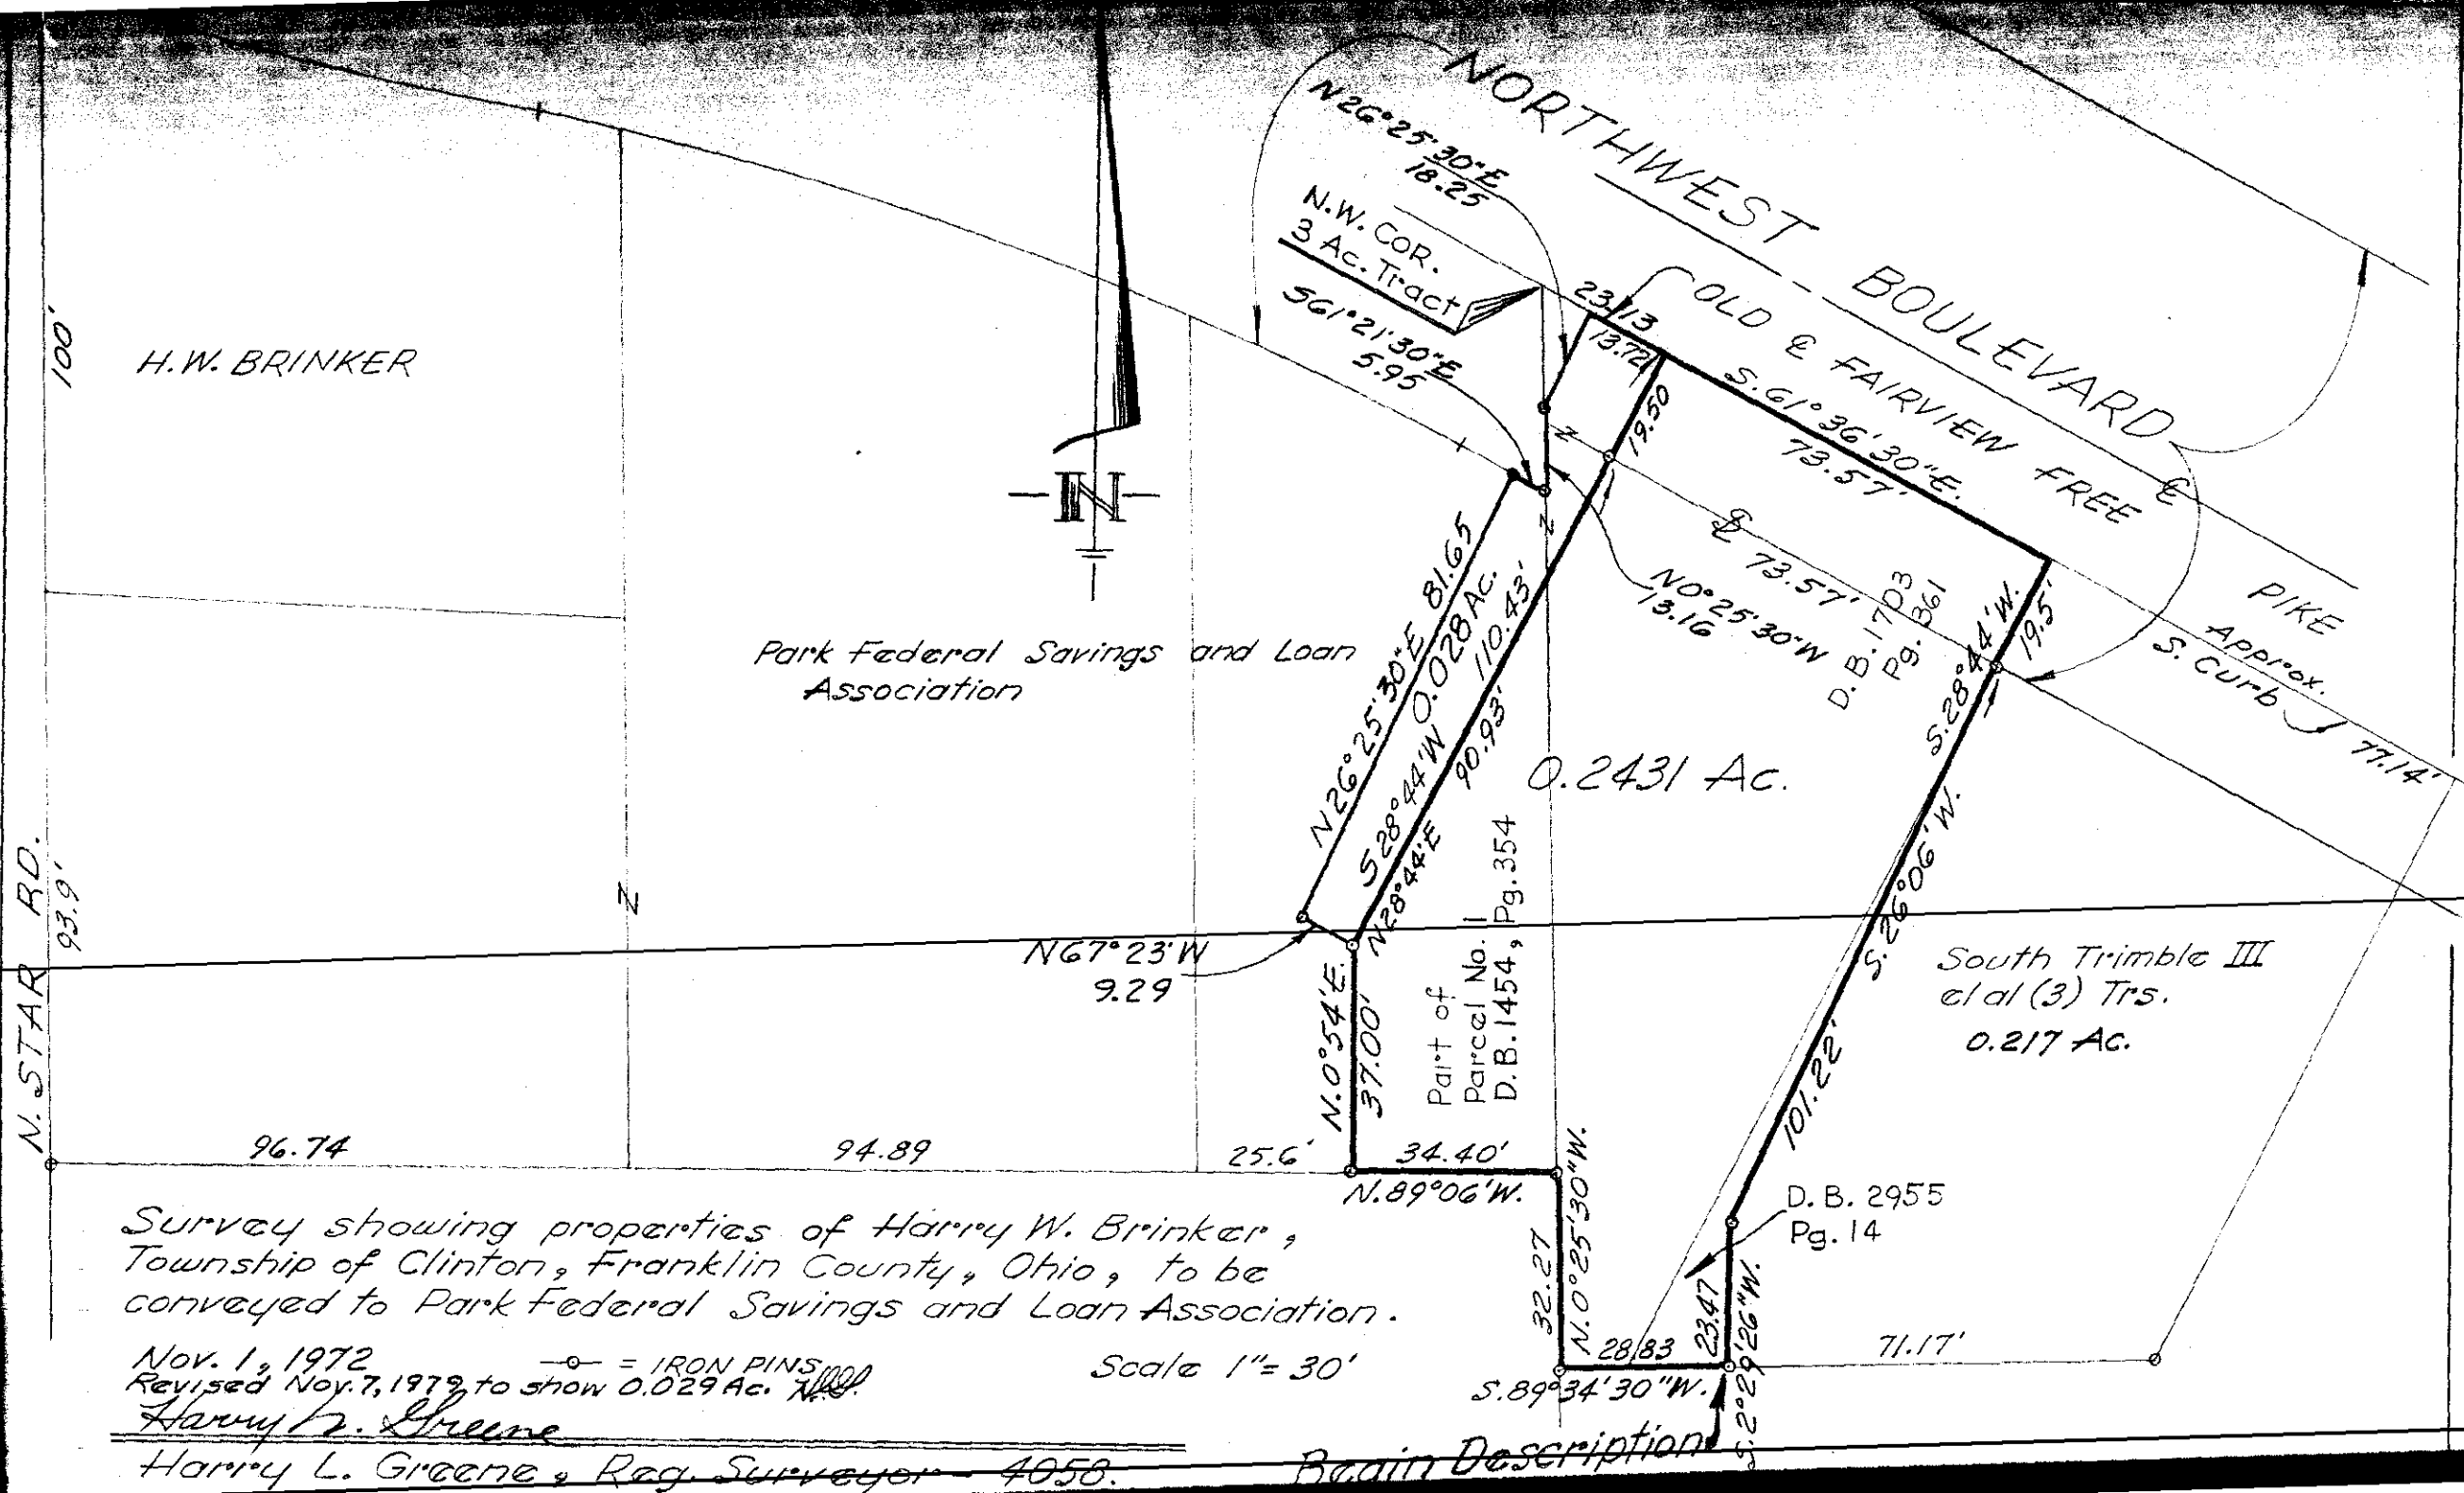 NORTHWEST BOULEVARD
N26°25'30"E
18.25
N.W. COR.
3 Ac. Tract
S61°21'30"E
5.95
23.13
13.72
OLD ℄ FAIRVIEW FREE PIKE
S.61°36'30"E.
73.57'
℄
19.50
100'
H.W. BRINKER
N
Z
Z
73.57'
N0°25'30"W
13.16
D.B. 1703
Pg. 361
S.28°44'W.
19.5'
Approx.
S. Curb
77.14'
Park Federal Savings and Loan
Association
N26°25'30"E 81.65
0.028 Ac.
S28°44'W 110.43'
N28°44'E 90.93'
0.2431 Ac.
N. STAR RD.
93.9'
Z
N67°23'W
9.29
N.0°54'E.
37.00'
Part of
Parcel No. 1
D.B.1454, Pg.354
S.26°06'W.
101.22'
South Trimble III
et al (3) Trs.
0.217 Ac.
96.74
94.89
25.6'
34.40'
N.89°06'W.
32.27
N.0°25'30"W.
D.B. 2955
Pg. 14
28.83
23.47
S.2°29'26"W.
71.17'
S.89°34'30"W.
Survey showing properties of Harry W. Brinker,
Township of Clinton, Franklin County, Ohio, to be
conveyed to Park Federal Savings and Loan Association.
Nov. 1, 1972
—o— = IRON PINS
Scale 1"= 30'
Revised Nov. 7, 1979 to show 0.029 Ac.
Harry L. Greene
Harry L. Greene, Reg. Surveyor - 4058.
Begin Description